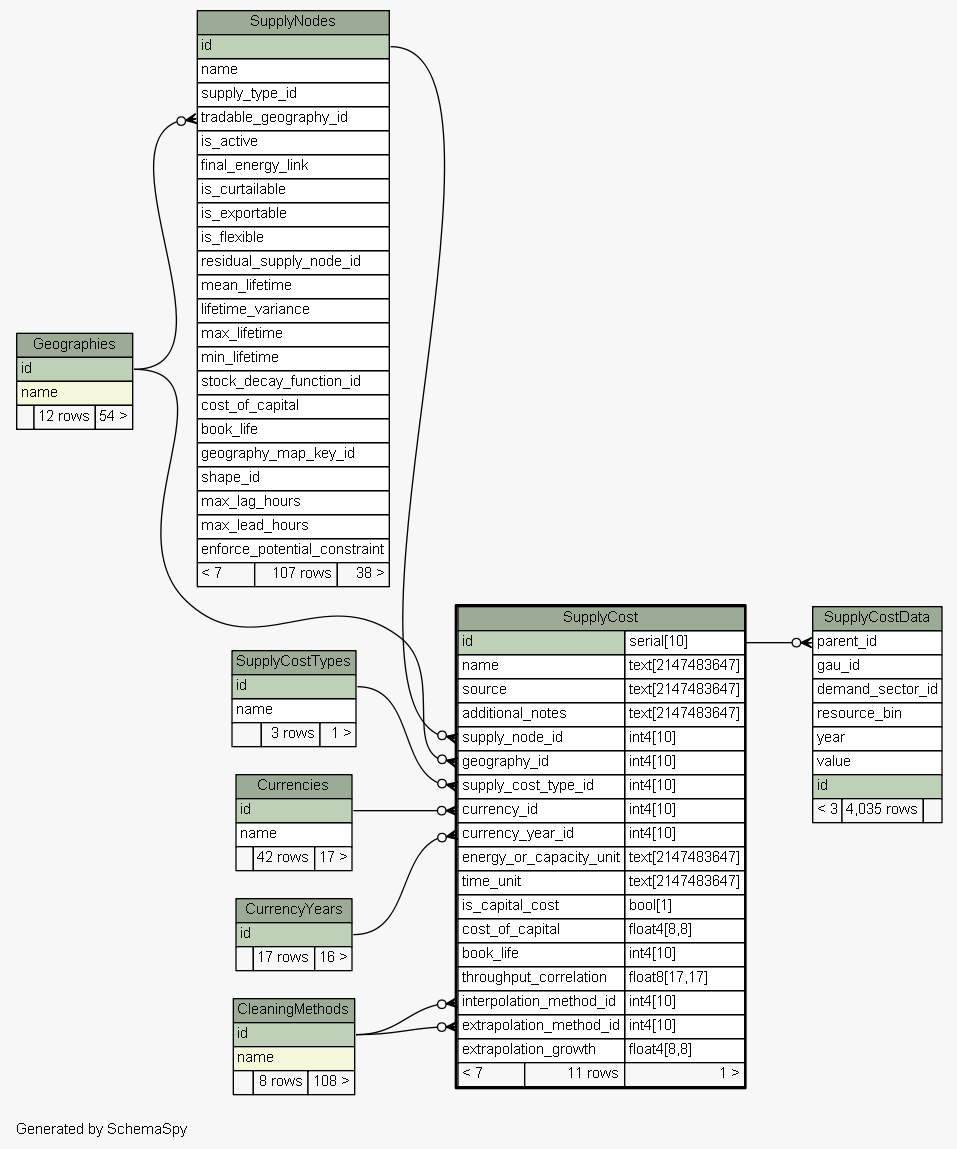 SupplyNodes
id
name
supply_type_id
tradable_geography_id
is_active
final_energy_link
is_curtailable
is_exportable
is_flexible
residual_supply_node_id
mean_lifetime
lifetime_variance
max_lifetime
min_lifetime
stock_decay_function_id
cost_of_capital
book_life
geography_map_key_id
shape_id
max_lag_hours
max_lead_hours
enforce_potential_constraint
< 7 107 rows 38 >
Geographies
id
name
12 rows 54 >
SupplyCostTypes
id
name
3 rows 1 >
Currencies
id
name
42 rows 17 >
CurrencyYears
id
17 rows 16 >
CleaningMethods
id
name
8 rows 108 >
SupplyCost
id serial[10]
name text[2147483647]
source text[2147483647]
additional_notes text[2147483647]
supply_node_id int4[10]
geography_id int4[10]
supply_cost_type_id int4[10]
currency_id int4[10]
currency_year_id int4[10]
energy_or_capacity_unit text[2147483647]
time_unit text[2147483647]
is_capital_cost bool[1]
cost_of_capital float4[8,8]
book_life int4[10]
throughput_correlation float8[17,17]
interpolation_method_id int4[10]
extrapolation_method_id int4[10]
extrapolation_growth float4[8,8]
< 7 11 rows 1 >
SupplyCostData
parent_id
gau_id
demand_sector_id
resource_bin
year
value
id
< 3 4,035 rows
Generated by SchemaSpy